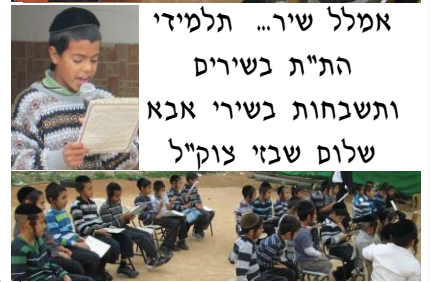 אמלל שיר... תלמידי
הת"ת בשירים
ותשבחות בשירי אבא
שלום שבזי צוק"ל